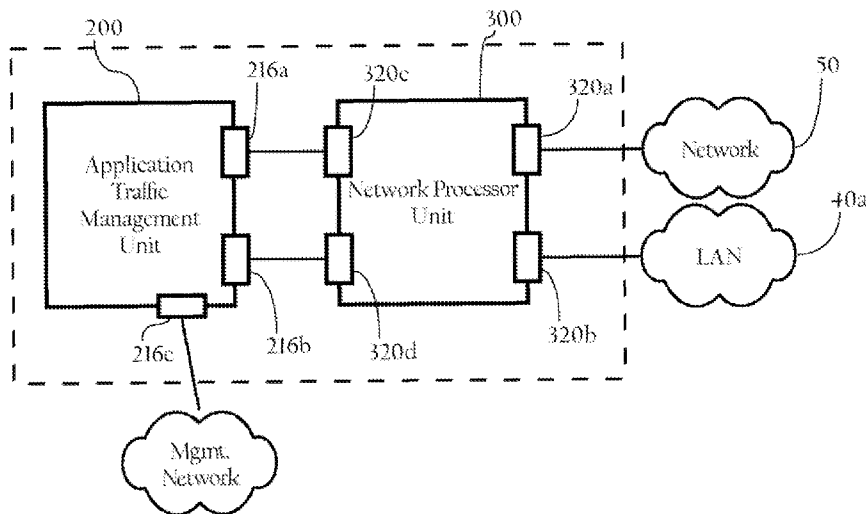 200
300
216a
320c
320a
50
Application
Traffic
Management
Unit
Network Processor
Unit
Network
40a
LAN
216c
216b
320d
320b
Mgmt.
Network